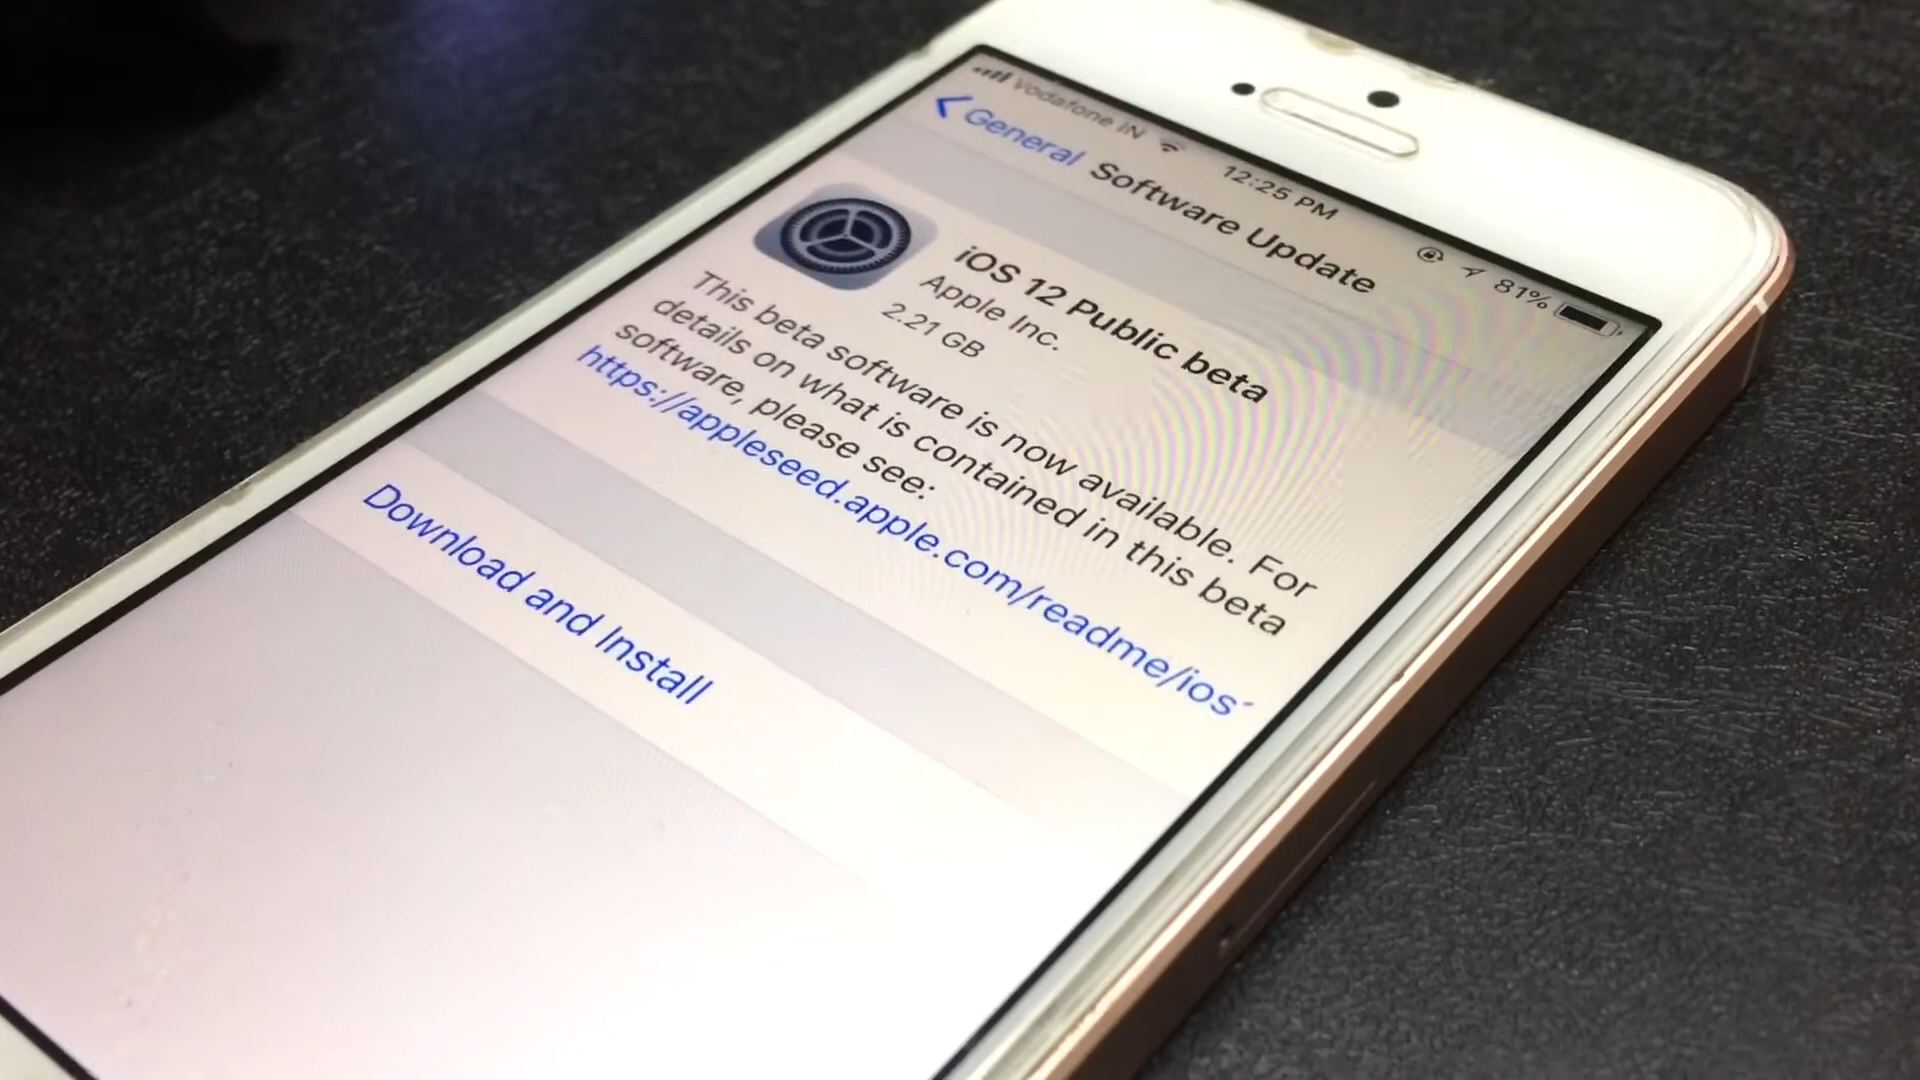 Vodafone IN 12:25 PM 81%
General Software Update
iOS 12 Public beta
Apple Inc.
2.21 GB
This beta software is now available. For
details on what is contained in this beta
software, please see:
https://appleseed.apple.com/readme/ios
Download and Install